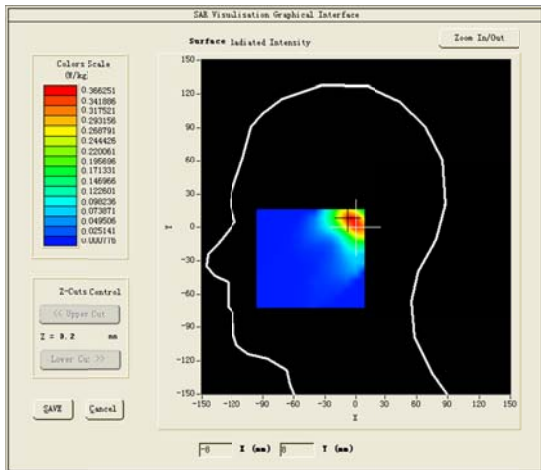 SAR Visualisation Graphical Interface
Surface Radiated Intensity
Zoom In/Out
Colors Scale
(W/kg)
0.366251
0.341886
0.317521
0.293156
0.268791
0.244426
0.220061
0.195696
0.171331
0.146966
0.122601
0.098236
0.073871
0.049506
0.025141
0.000776
150
120
90
60
30
0
-30
-60
-90
-120
-150
Y
-150 -120 -90 -60 -30 0 30 60 90 120 150
X
Z-Cuts Control
<< Upper Cut
Z = 0.2 mm
Lower Cut >>
SAVE Cancel
-8 X (mm) 8 Y (mm)